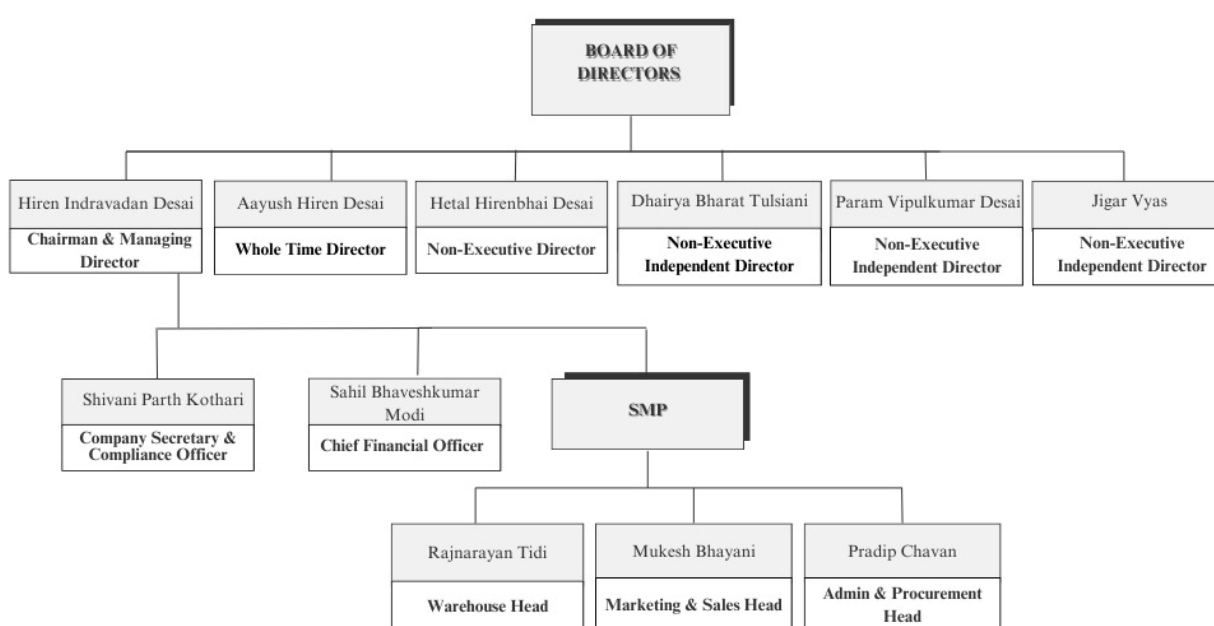 BOARD OF
DIRECTORS
Hiren Indravadan Desai
Chairman & Managing
Director
Aayush Hiren Desai
Whole Time Director
Hetal Hirenbhai Desai
Non-Executive Director
Dhairya Bharat Tulsiani
Non-Executive
Independent Director
Param Vipulkumar Desai
Non-Executive
Independent Director
Jigar Vyas
Non-Executive
Independent Director
Shivani Parth Kothari
Company Secretary &
Compliance Officer
Sahil Bhaveshkumar
Modi
Chief Financial Officer
SMP
Rajnarayan Tidi
Warehouse Head
Mukesh Bhayani
Marketing & Sales Head
Pradip Chavan
Admin & Procurement
Head